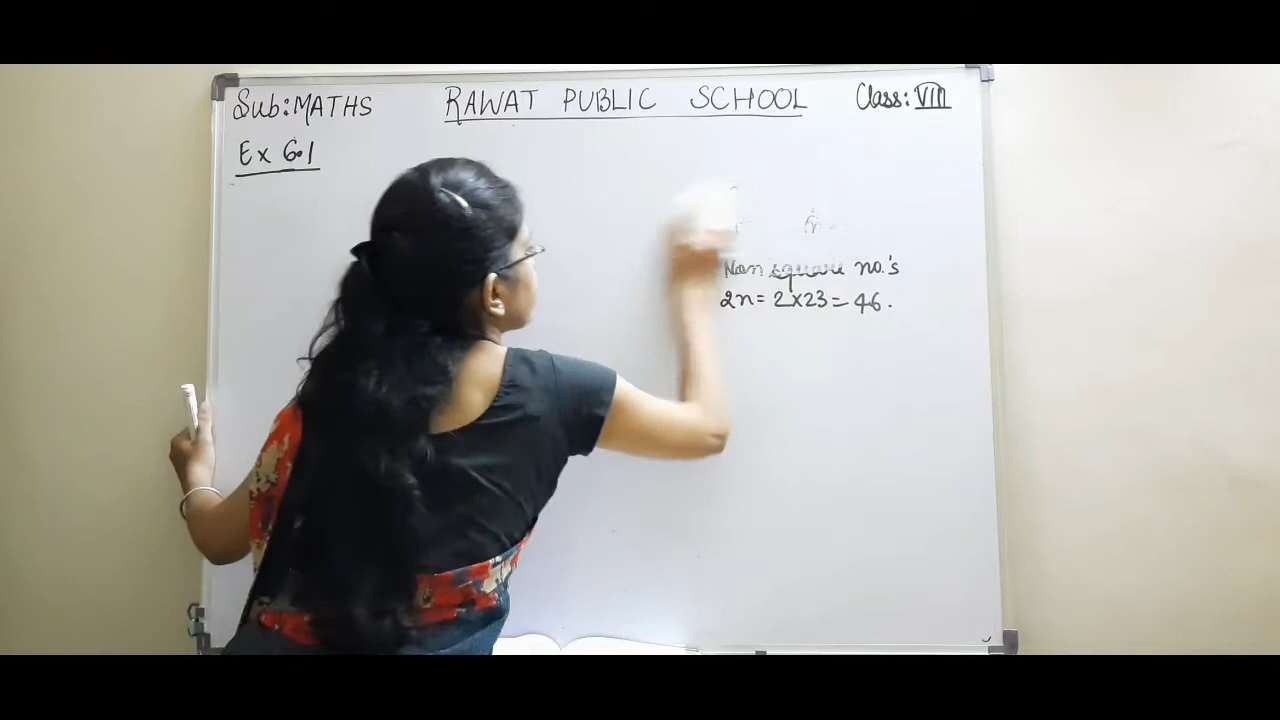 Sub: MATHS RAWAT PUBLIC SCHOOL Class: VIII
Ex 6.1
Non square no.'s
2n = 2x23 = 46.